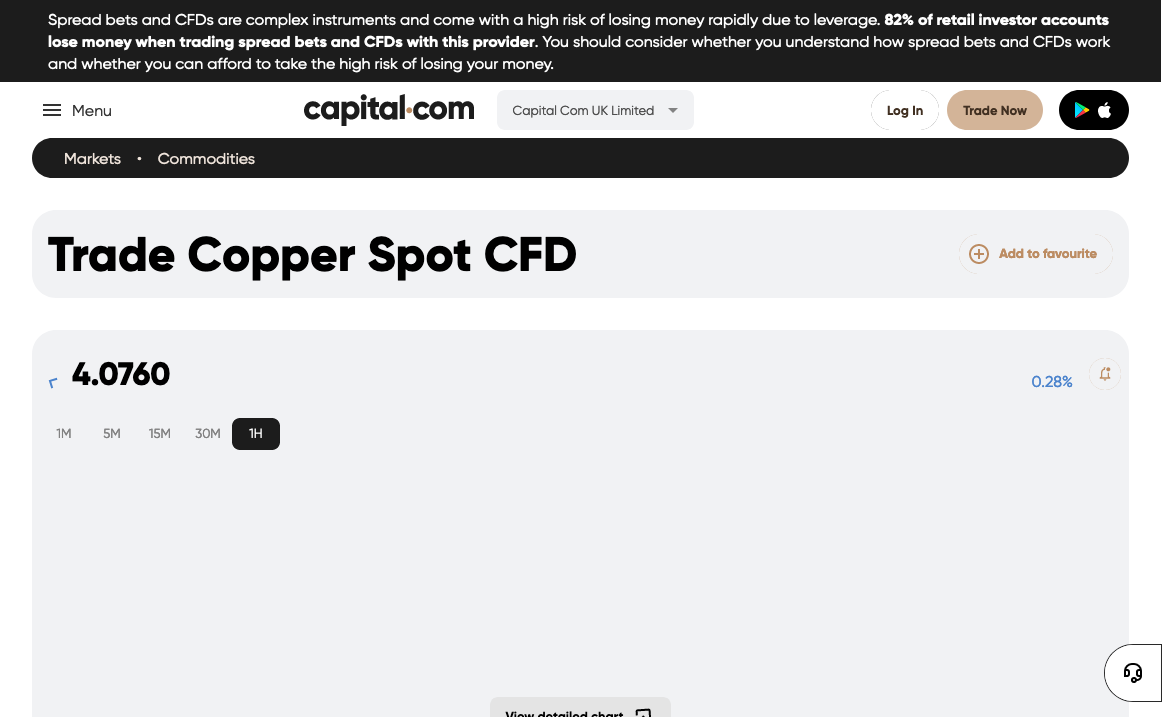 Spread bets and CFDs are complex instruments and come with a high risk of losing money rapidly due to leverage. 82% of retail investor accounts
lose money when trading spread bets and CFDs with this provider. You should consider whether you understand how spread bets and CFDs work
and whether you can afford to take the high risk of losing your money.
Menu
capital.com
Capital Com UK Limited
Log In
Trade Now
Markets • Commodities
Trade Copper Spot CFD
Add to favourite
4.0760
0.28%
1M 5M 15M 30M 1H
View detailed chart